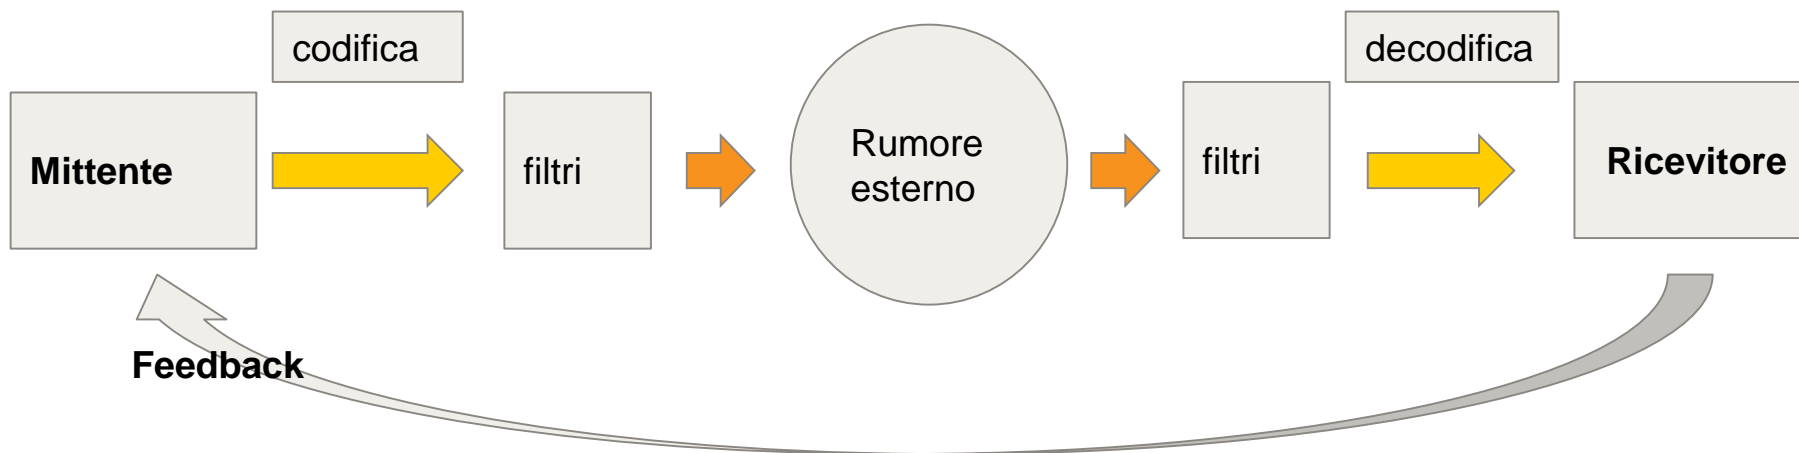 codifica
decodifica
Mittente
filtri
Rumore
esterno
filtri
Ricevitore
Feedback